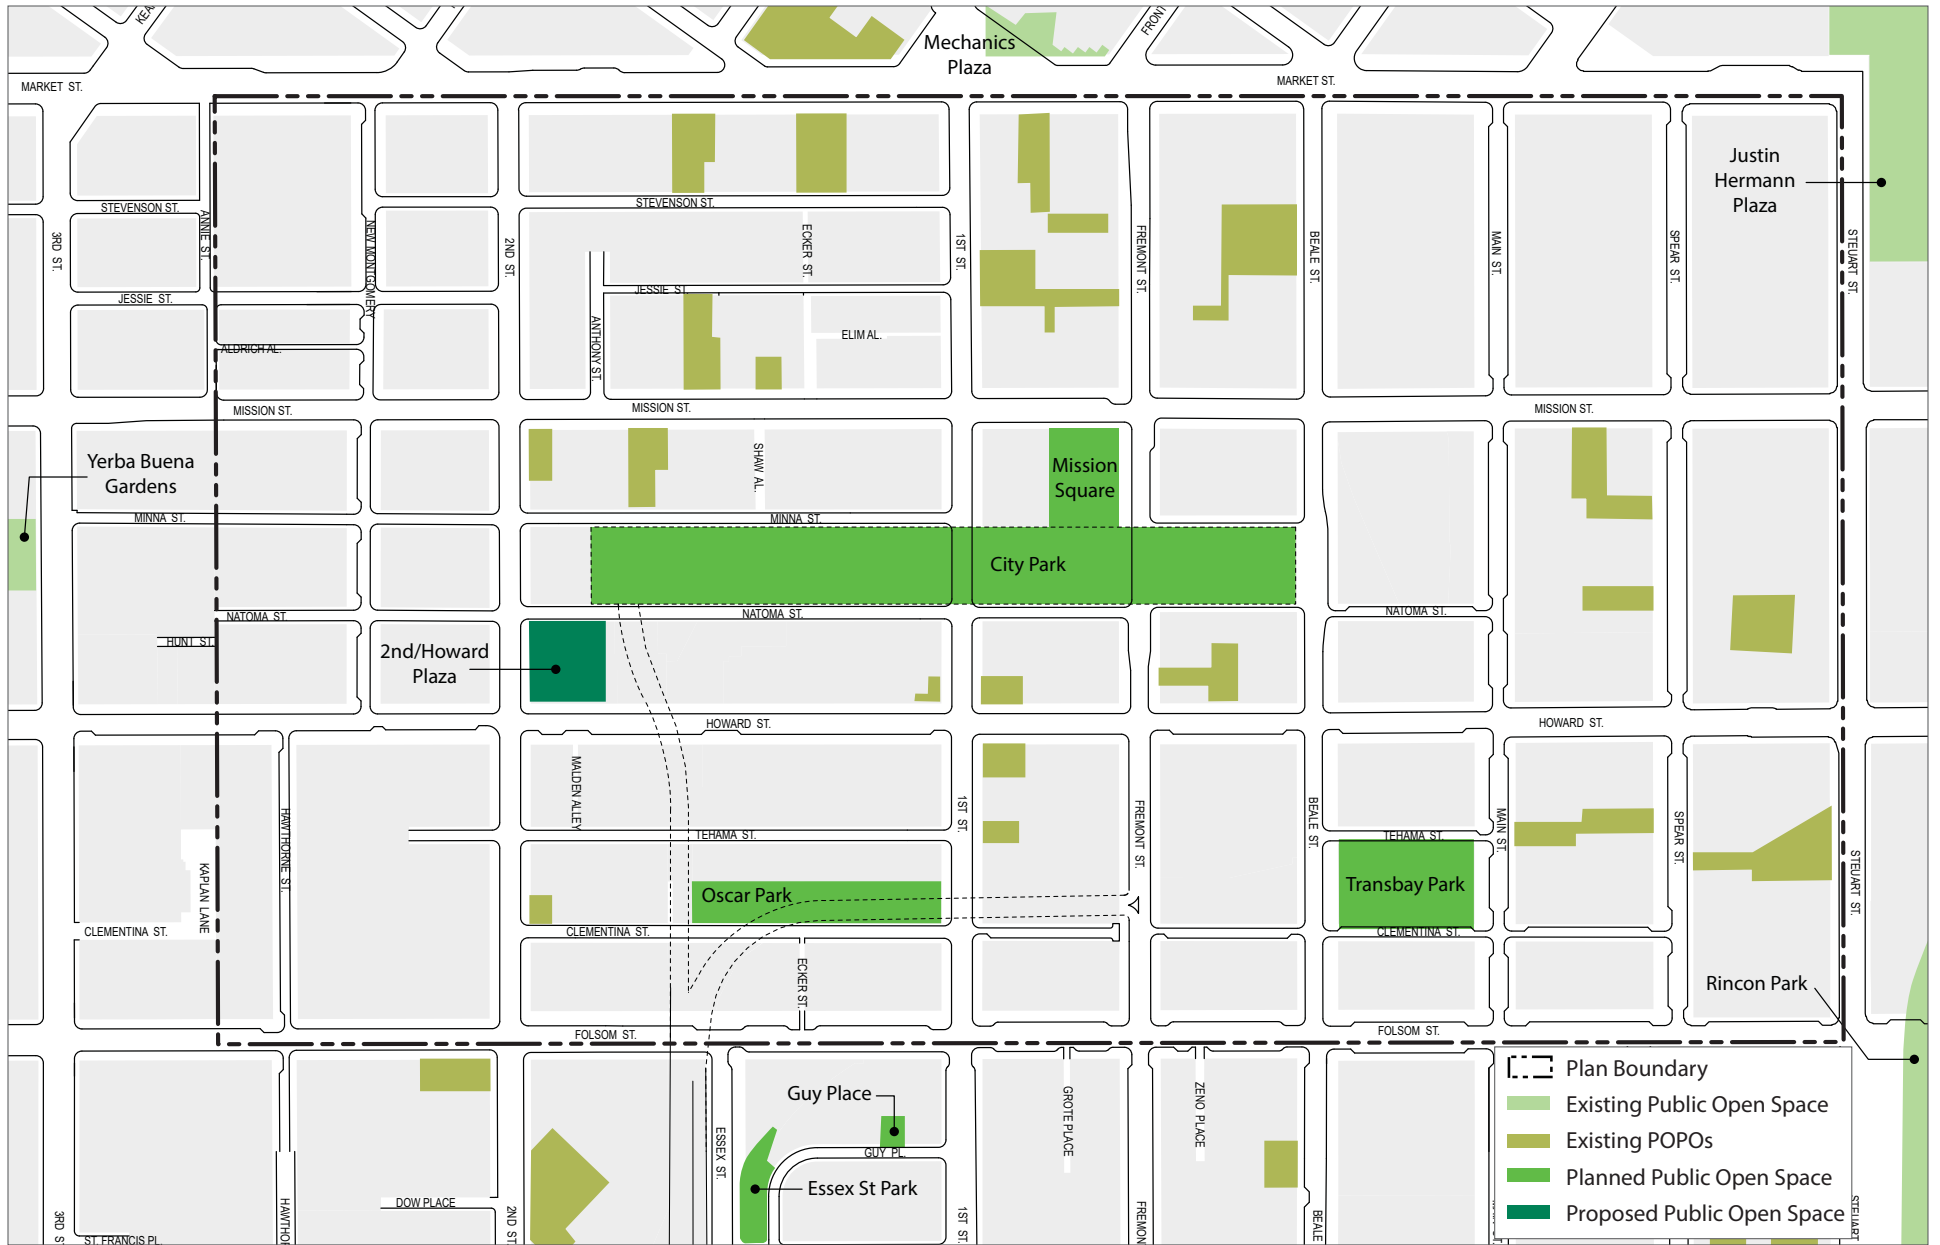 KEA
FRONT
Mechanics
Plaza
MARKET ST.
MARKET ST.
Justin
Hermann
Plaza
STEVENSON ST.
STEVENSON ST.
3RD ST.
ANNIE ST.
NEW MONTGOMERY
2ND ST.
ECKER ST.
1ST ST.
FREMONT ST.
BEALE ST.
MAIN ST.
SPEAR ST.
STEUART ST.
JESSIE ST.
JESSIE ST.
ANTHONY ST.
ELIM AL.
ALDRICH AL.
MISSION ST.
MISSION ST.
MISSION ST.
Yerba Buena
Gardens
SHAW AL.
Mission
Square
MINNA ST.
MINNA ST.
City Park
NATOMA ST.
NATOMA ST.
NATOMA ST.
HUNT ST.
2nd/Howard
Plaza
HOWARD ST.
HOWARD ST.
MALDEN ALLEY
HAWTHORNE ST.
1ST ST.
FREMONT ST.
BEALE ST.
MAIN ST.
SPEAR ST.
STEUART ST.
TEHAMA ST.
TEHAMA ST.
KAPLAN LANE
Oscar Park
Transbay Park
CLEMENTINA ST.
CLEMENTINA ST.
CLEMENTINA ST.
ECKER ST.
Rincon Park
FOLSOM ST.
FOLSOM ST.
Guy Place
GROTE PLACE
ZENO PLACE
ESSEX ST.
GUY PL.
Essex St Park
DOW PLACE
3RD S
ST. FRANCIS PL.
HAWTHOR
2ND ST.
1ST ST.
FREMON
BEALE
STEUART
Plan Boundary
Existing Public Open Space
Existing POPOs
Planned Public Open Space
Proposed Public Open Space